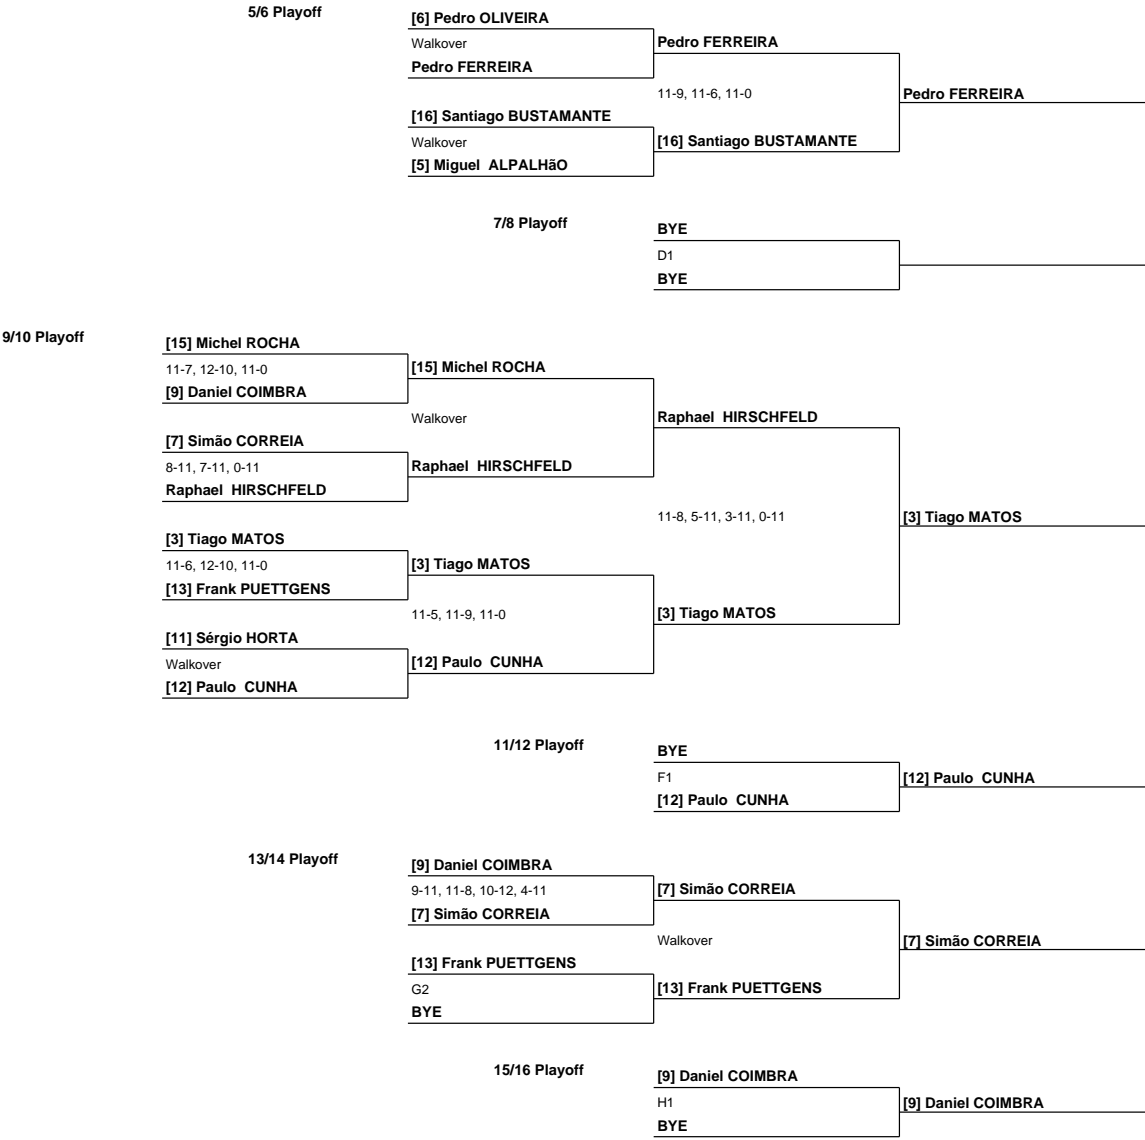 5/6 Playoff
[6] Pedro OLIVEIRA
Walkover
Pedro FERREIRA
Pedro FERREIRA
11-9, 11-6, 11-0
Pedro FERREIRA
[16] Santiago BUSTAMANTE
Walkover
[16] Santiago BUSTAMANTE
[5] Miguel ALPALHãO
7/8 Playoff
BYE
D1
BYE
9/10 Playoff
[15] Michel ROCHA
11-7, 12-10, 11-0
[15] Michel ROCHA
[9] Daniel COIMBRA
Walkover
Raphael HIRSCHFELD
[7] Simão CORREIA
8-11, 7-11, 0-11
Raphael HIRSCHFELD
Raphael HIRSCHFELD
11-8, 5-11, 3-11, 0-11
[3] Tiago MATOS
[3] Tiago MATOS
11-6, 12-10, 11-0
[3] Tiago MATOS
[13] Frank PUETTGENS
11-5, 11-9, 11-0
[3] Tiago MATOS
[11] Sérgio HORTA
Walkover
[12] Paulo CUNHA
[12] Paulo CUNHA
11/12 Playoff
BYE
F1
[12] Paulo CUNHA
[12] Paulo CUNHA
13/14 Playoff
[9] Daniel COIMBRA
9-11, 11-8, 10-12, 4-11
[7] Simão CORREIA
[7] Simão CORREIA
Walkover
[7] Simão CORREIA
[13] Frank PUETTGENS
G2
[13] Frank PUETTGENS
BYE
15/16 Playoff
[9] Daniel COIMBRA
H1
[9] Daniel COIMBRA
BYE